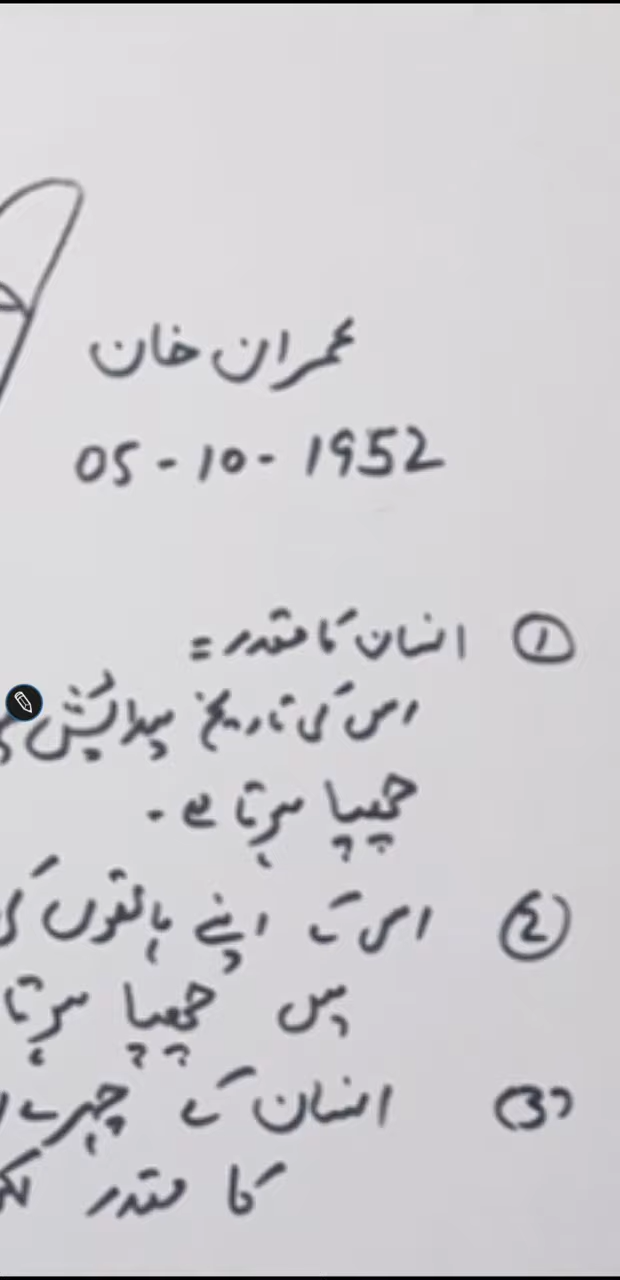 عمران خان
05-10-1952
① انسان کا مقدر =
اس کی تاریخ پیدائش
چھپا ہوتا ہے۔
② اس کے اپنے ہاتھوں کی
میں چھپا ہوتا
(3) انسان کے چہرے
کا مقدر